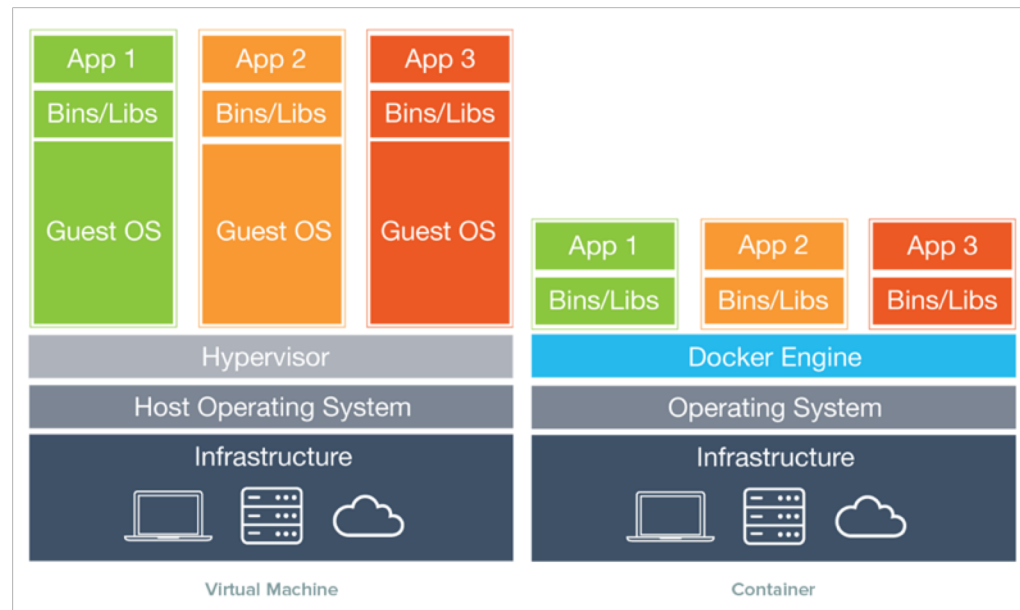 App 1
App 2
App 3
Bins/Libs
Bins/Libs
Bins/Libs
Guest OS
Guest OS
Guest OS
Hypervisor
Host Operating System
Infrastructure
Virtual Machine
App 1
App 2
App 3
Bins/Libs
Bins/Libs
Bins/Libs
Docker Engine
Operating System
Infrastructure
Container